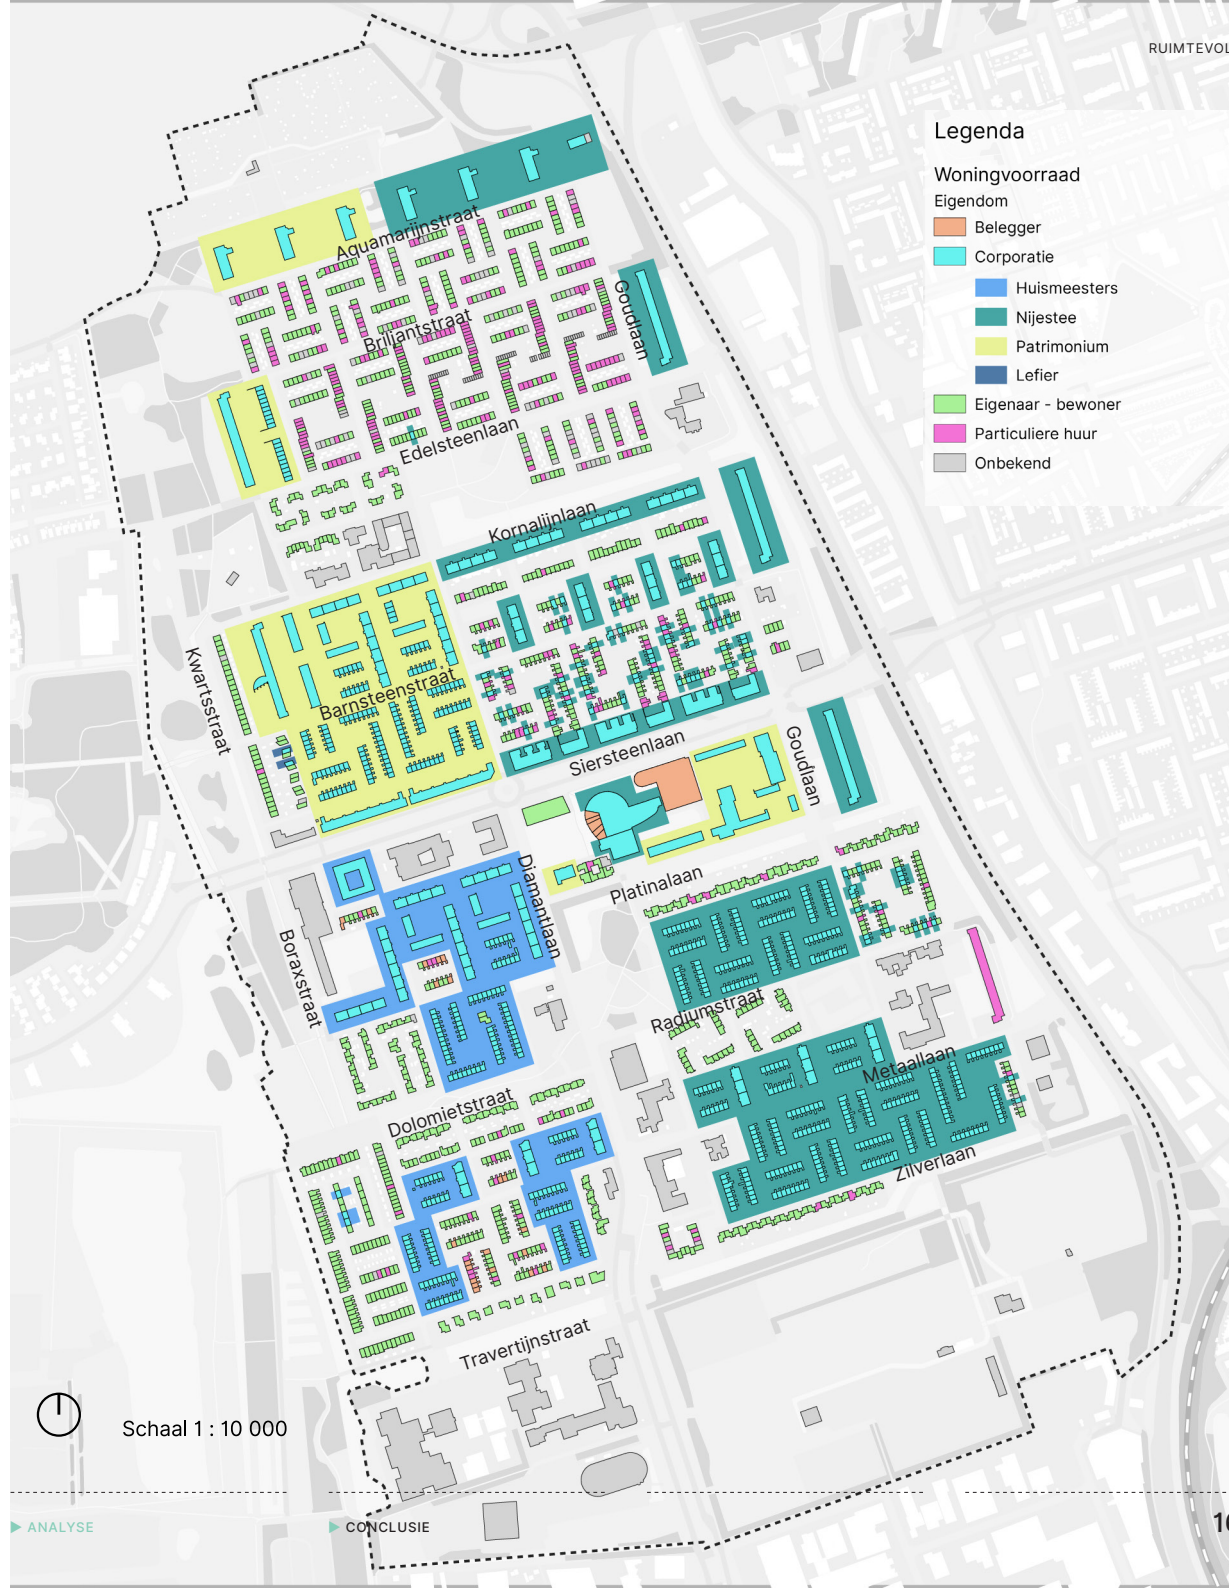 RUIMTEVOL
Legenda
Woningvoorraad
Eigendom
Belegger
Corporatie
Huismeesters
Nijestee
Patrimonium
Lefier
Eigenaar - bewoner
Particuliere huur
Onbekend
Aquamarijnstraat
Briljantstraat
Goudlaan
Edelsteenlaan
Kornalijnlaan
Kwartsstraat
Barnsteenstraat
Siersteenlaan
Goudlaan
Diamantlaan
Platinalaan
Boraxstraat
Radiumstraat
Metaallaan
Dolomietstraat
Zilverlaan
Travertijnstraat
Schaal 1 : 10 000
ANALYSE
CONCLUSIE